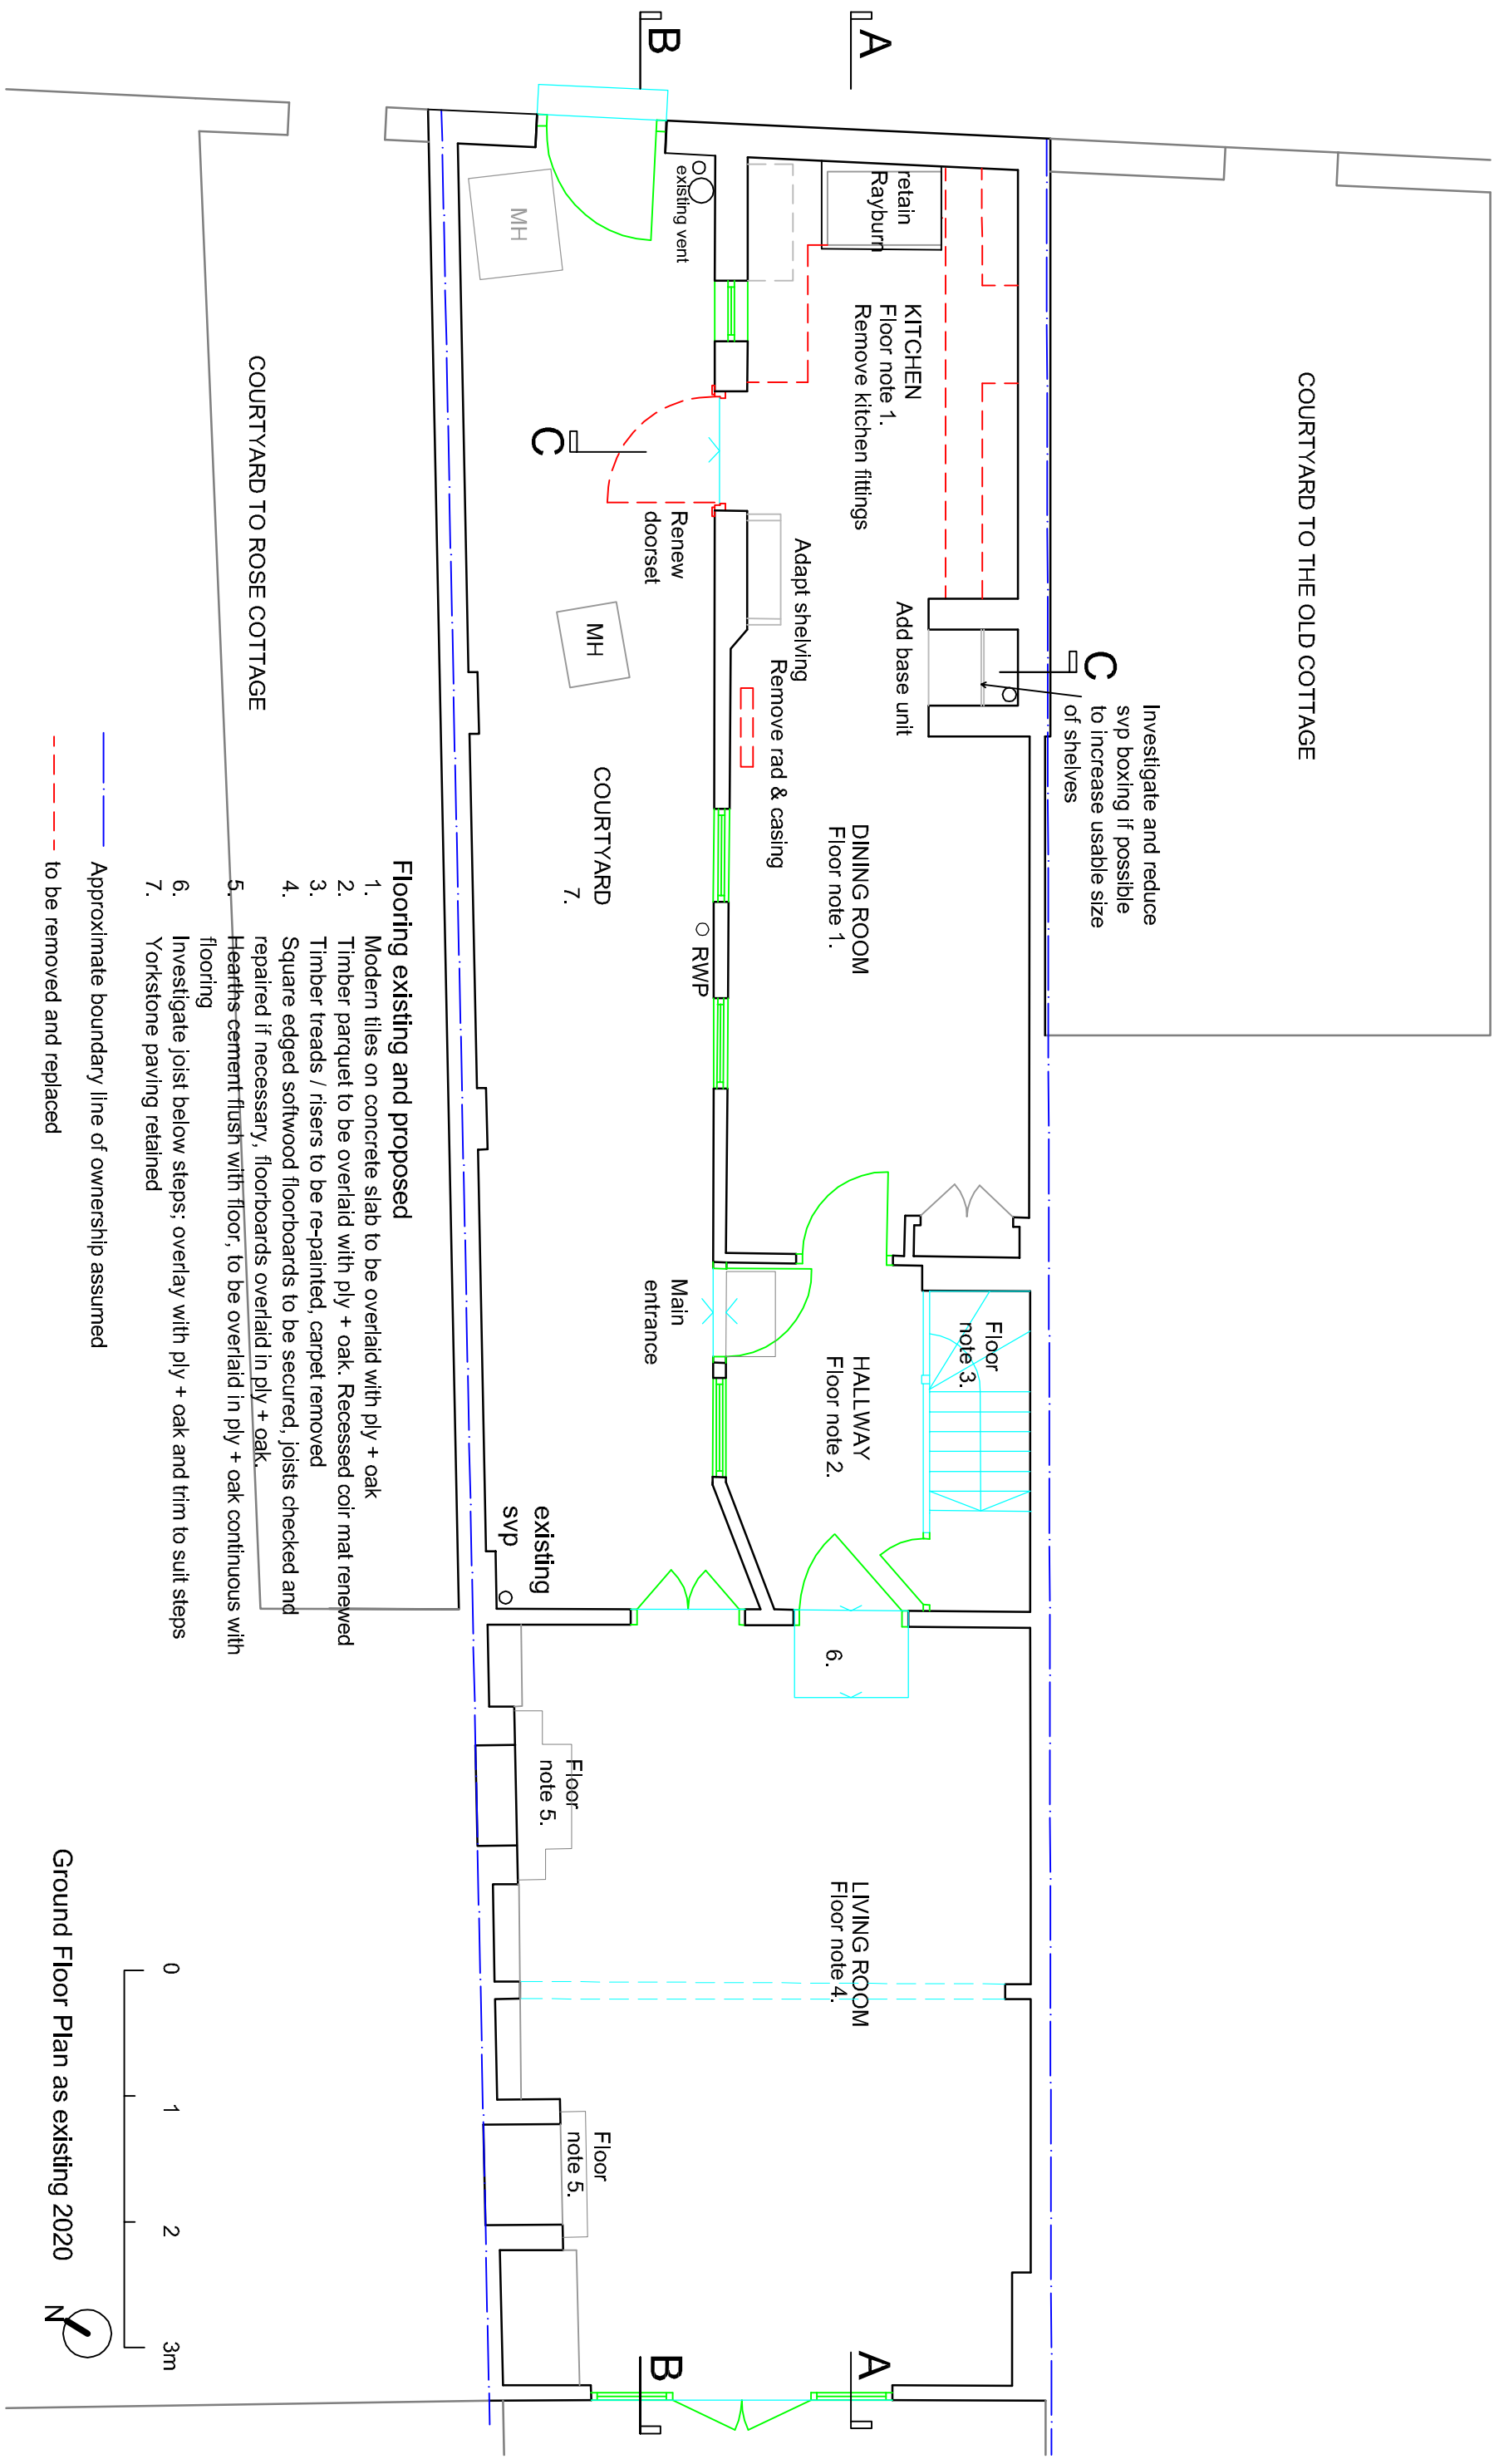 COURTYARD TO THE OLD COTTAGE
A
B
C
Investigate and reduce
svp boxing if possible
to increase usable size
of shelves
retain
Rayburn
existing vent
KITCHEN
Floor note 1.
Remove kitchen fittings
Add base unit
Adapt shelving
Remove rad & casing
DINING ROOM
Floor note 1.
Floor
note 3.
HALLWAY
Floor note 2.
6.
LIVING ROOM
Floor note 4.
A
B
MH
C
Renew
doorset
MH
COURTYARD
7.
RWP
Main
entrance
existing
svp
Floor
note 5.
Floor
note 5.
COURTYARD TO ROSE COTTAGE
Flooring existing and proposed
1. Modern tiles on concrete slab to be overlaid with ply + oak
2. Timber parquet to be overlaid with ply + oak. Recessed coir mat renewed
3. Timber treads / risers to be re-painted, carpet removed
4. Square edged softwood floorboards to be secured, joists checked and
repaired if necessary, floorboards overlaid in ply + oak.
5. Hearths cement flush with floor, to be overlaid in ply + oak continuous with
flooring
6. Investigate joist below steps; overlay with ply + oak and trim to suit steps
7. Yorkstone paving retained
Approximate boundary line of ownership assumed
to be removed and replaced
0 1 2 3m
Ground Floor Plan as existing 2020
N